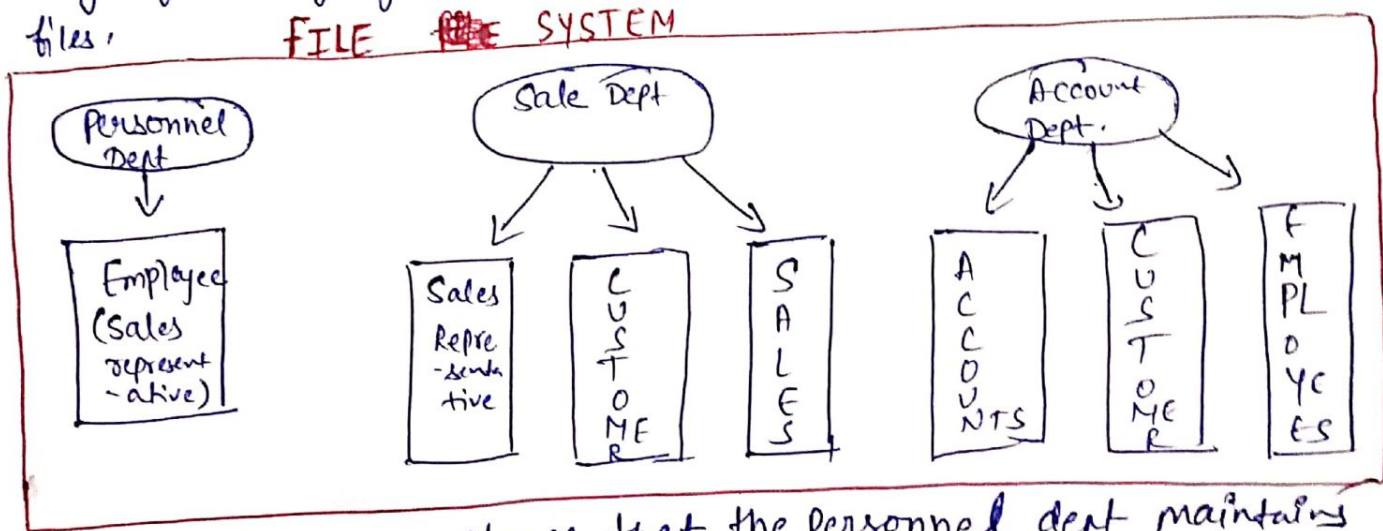 files.
FILE SYSTEM
Personnel
Dept
Sale Dept
Account
Dept.
Employee
(Sales
represent
-ative)
Sales
Repre
-senta
tive
CUSTOMER
SALES
ACCOUNTS
CUSTOMER
EMPLOYEES
that the Personnel dept maintains